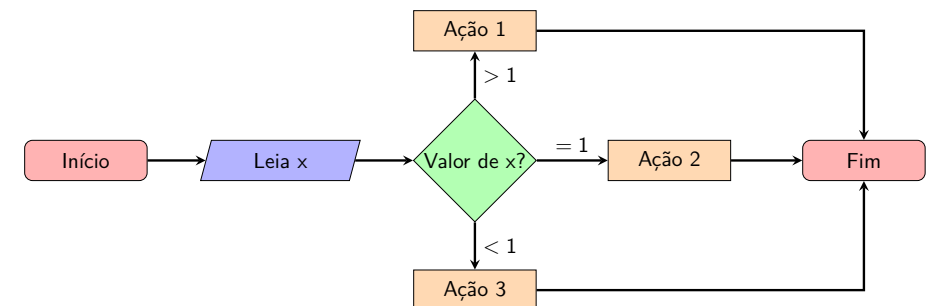 Ação 1
> 1
Início
Leia x
Valor de x?
= 1
Ação 2
Fim
< 1
Ação 3